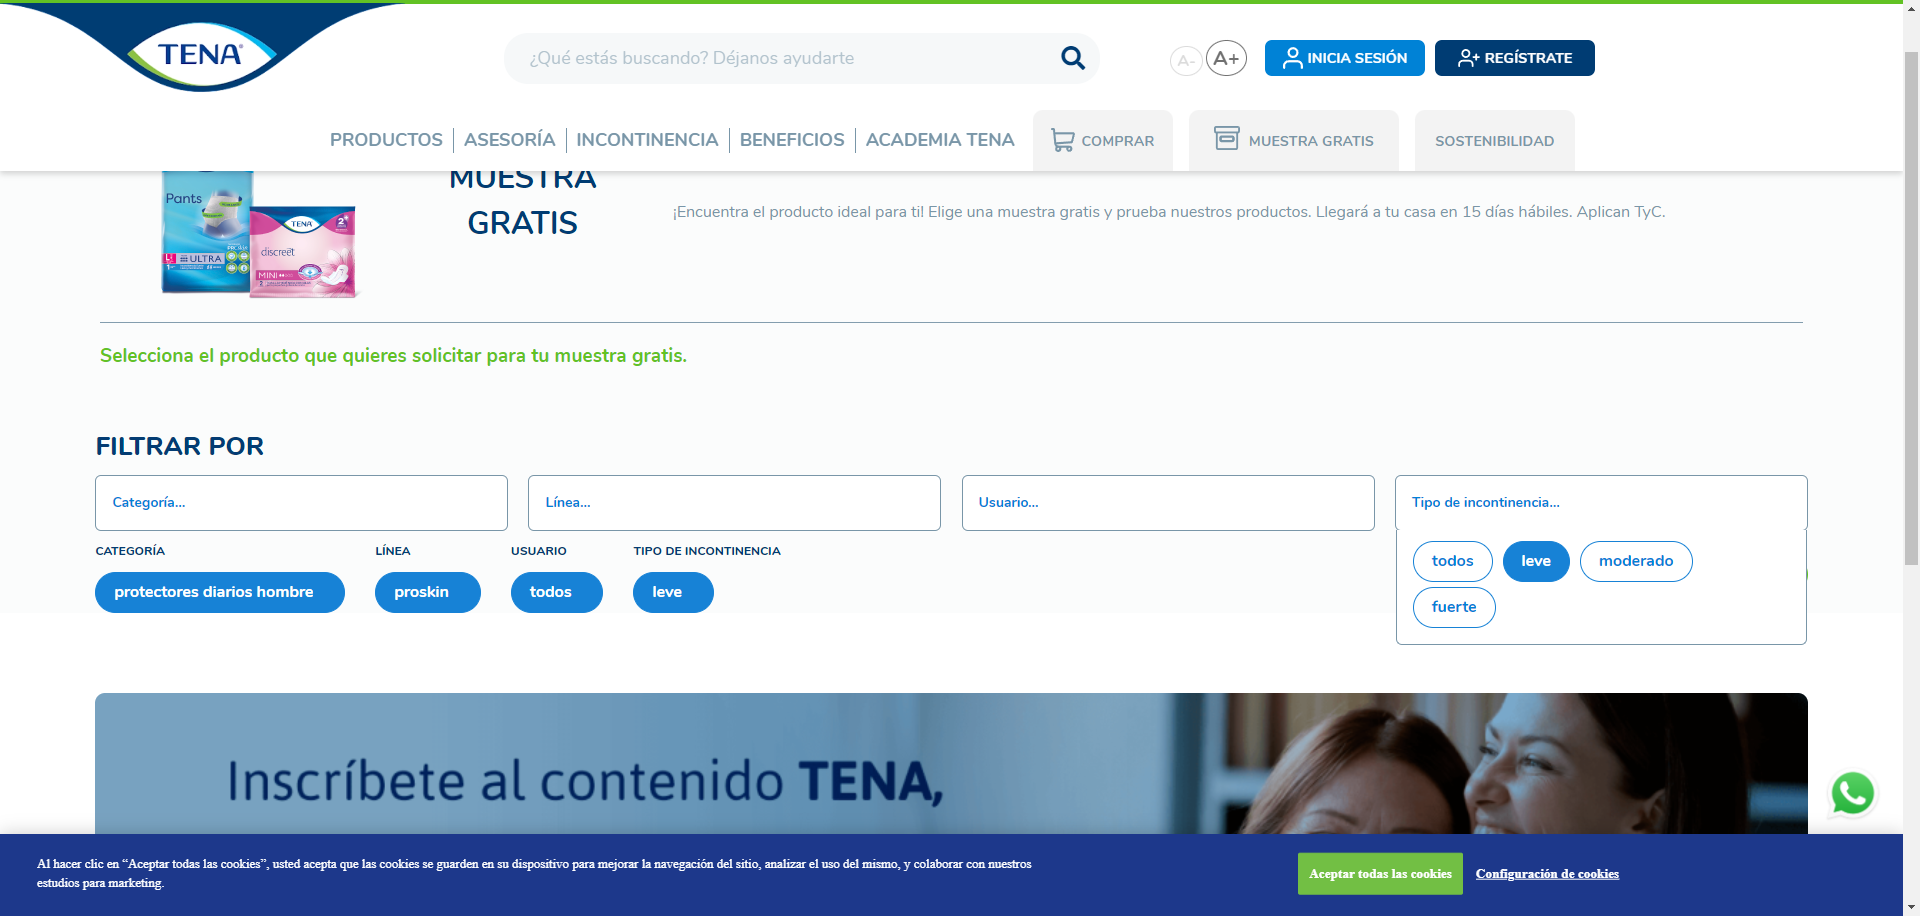 TENA
¿Qué estás buscando? Déjanos ayudarte
A-
A+
INICIA SESIÓN
REGÍSTRATE
PRODUCTOS
ASESORÍA
INCONTINENCIA
BENEFICIOS
ACADEMIA TENA
COMPRAR
MUESTRA GRATIS
SOSTENIBILIDAD
MUESTRA
GRATIS
Pants
ULTRA
TENA
discreet
MINI
¡Encuentra el producto ideal para ti! Elige una muestra gratis y prueba nuestros productos. Llegará a tu casa en 15 días hábiles. Aplican TyC.
Selecciona el producto que quieres solicitar para tu muestra gratis.
FILTRAR POR
Categoría...
Línea...
Usuario...
Tipo de incontinencia...
CATEGORÍA
LÍNEA
USUARIO
TIPO DE INCONTINENCIA
protectores diarios hombre
proskin
todos
leve
todos
leve
moderado
fuerte
Inscríbete al contenido TENA,
Al hacer clic en “Aceptar todas las cookies”, usted acepta que las cookies se guarden en su dispositivo para mejorar la navegación del sitio, analizar el uso del mismo, y colaborar con nuestros
estudios para marketing.
Aceptar todas las cookies
Configuración de cookies